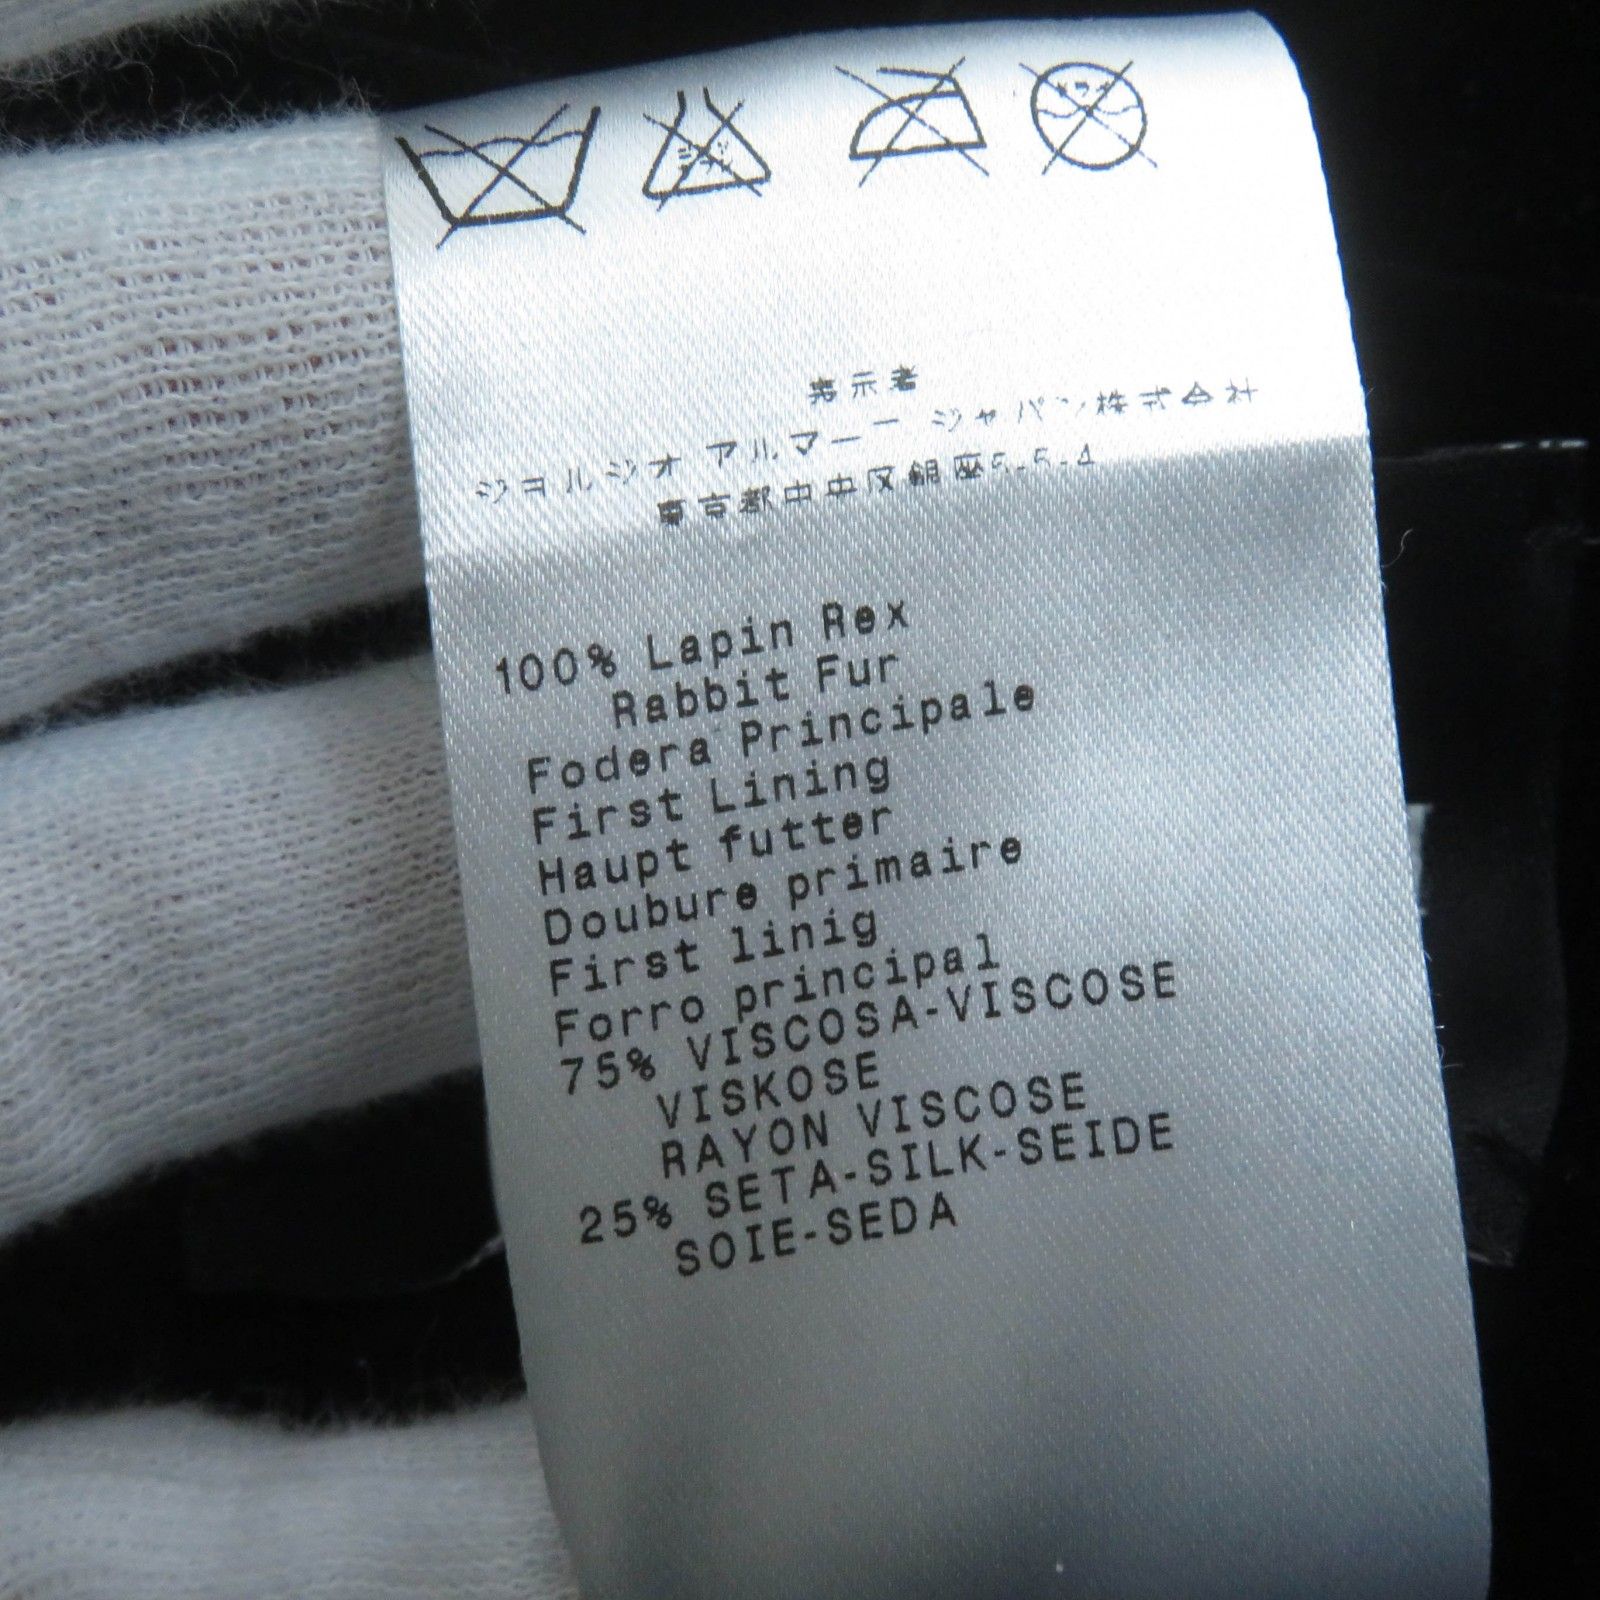 ドライ
表示者
ジョルジオ アルマーニ ジャパン株式会社
東京都中央区銀座5-5-4
100% Lapin Rex
Rabbit Fur
Fodera Principale
First Lining
Haupt futter
Doubure primaire
First linig
Forro principal
75% VISCOSA-VISCOSE
VISKOSE
RAYON VISCOSE
25% SETA-SILK-SEIDE
SOIE-SEDA